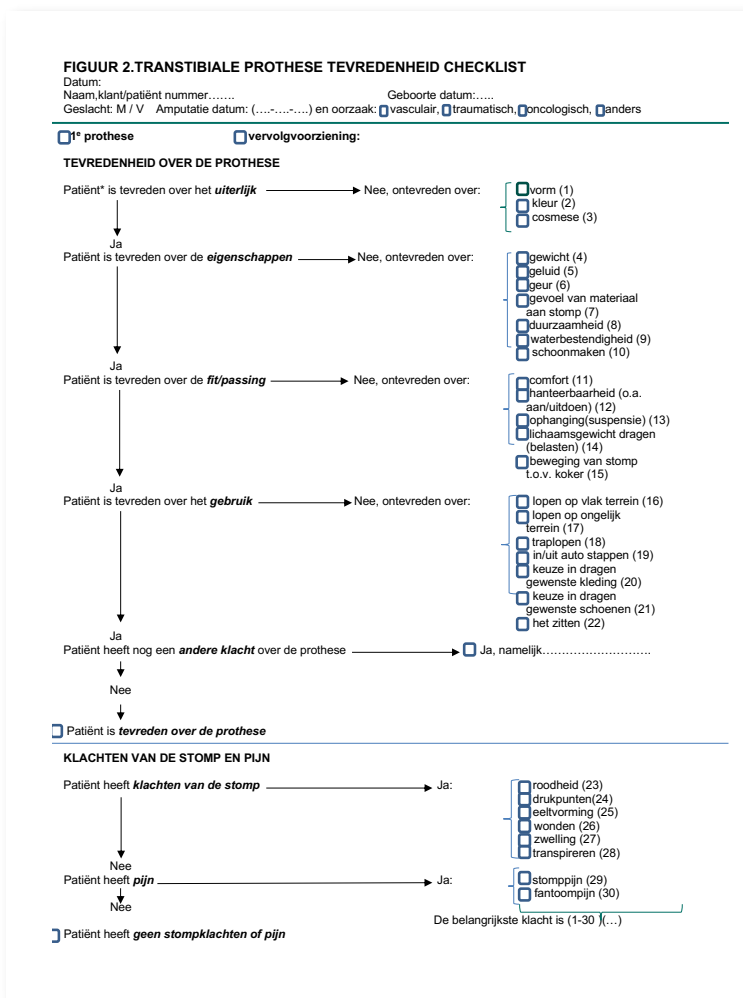 FIGUUR 2.TRANSTIBIALE PROTHESE TEVREDENHEID CHECKLIST
Datum:
Naam,klant/patiënt nummer....... Geboorte datum:.....
Geslacht: M / V Amputatie datum: (....-....-....) en oorzaak: vasculair, traumatisch, oncologisch, anders
1e prothese vervolgvoorziening:
TEVREDENHEID OVER DE PROTHESE
Patiënt* is tevreden over het uiterlijk Nee, ontevreden over: vorm (1)
kleur (2)
cosmese (3)
Ja
Patiënt is tevreden over de eigenschappen Nee, ontevreden over: gewicht (4)
geluid (5)
geur (6)
gevoel van materiaal
aan stomp (7)
duurzaamheid (8)
waterbestendigheid (9)
schoonmaken (10)
Ja
Patiënt is tevreden over de fit/passing Nee, ontevreden over: comfort (11)
hanteerbaarheid (o.a.
aan/uitdoen) (12)
ophanging(suspensie) (13)
lichaamsgewicht dragen
(belasten) (14)
beweging van stomp
t.o.v. koker (15)
Ja
Patiënt is tevreden over het gebruik Nee, ontevreden over: lopen op vlak terrein (16)
lopen op ongelijk
terrein (17)
traplopen (18)
in/uit auto stappen (19)
keuze in dragen
gewenste kleding (20)
keuze in dragen
gewenste schoenen (21)
het zitten (22)
Ja
Patiënt heeft nog een andere klacht over de prothese Ja, namelijk..............................
Nee
Patiënt is tevreden over de prothese
KLACHTEN VAN DE STOMP EN PIJN
Patiënt heeft klachten van de stomp Ja: roodheid (23)
drukpunten(24)
eeltvorming (25)
wonden (26)
zwelling (27)
transpireren (28)
Nee
Patiënt heeft pijn Ja: stomppijn (29)
fantoompijn (30)
Nee
De belangrijkste klacht is (1-30 )(...)
Patiënt heeft geen stompklachten of pijn